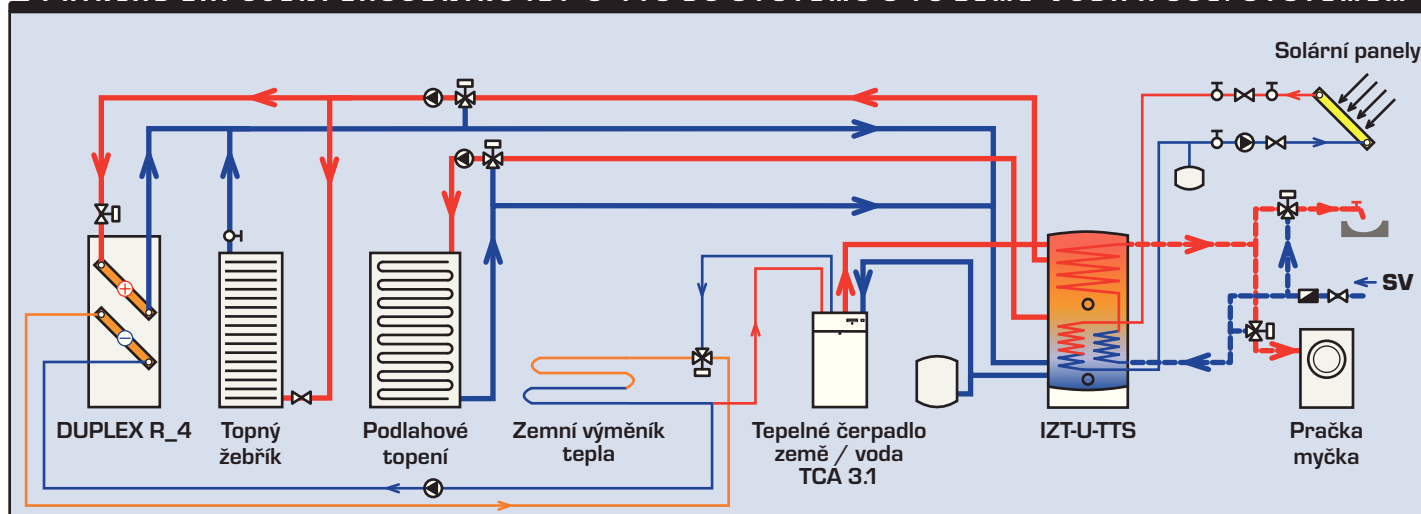 Solární panely
SV
DUPLEX R_4
Topný
žebřík
Podlahové
topení
Zemní výměník
tepla
Tepelné čerpadlo
země / voda
TCA 3.1
IZT-U-TTS
Pračka
myčka